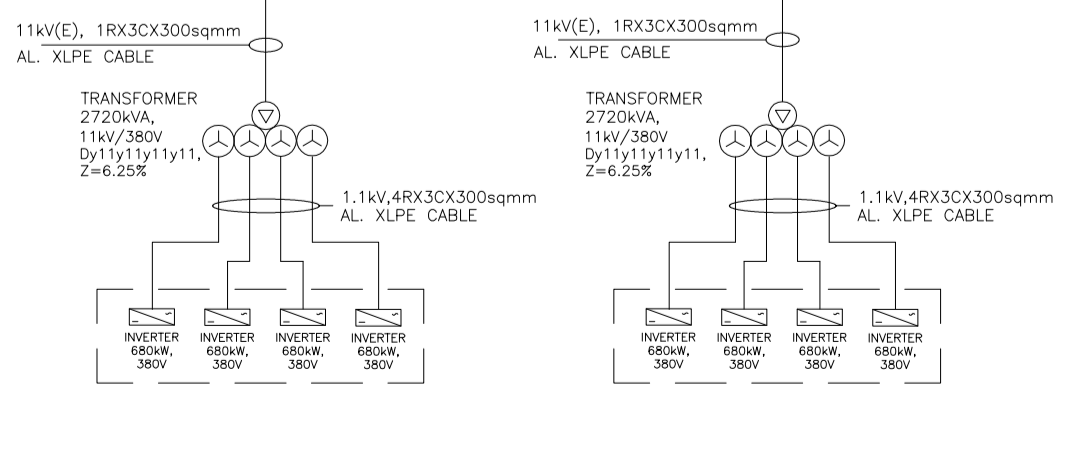 11kV(E), 1RX3CX300sqmm
AL. XLPE CABLE
TRANSFORMER
2720kVA,
11kV/380V
Dy11y11y11y11,
Z=6.25%
1.1kV,4RX3CX300sqmm
AL. XLPE CABLE
INVERTER
680kW,
380V
INVERTER
680kW,
380V
INVERTER
680kW,
380V
INVERTER
680kW,
380V
11kV(E), 1RX3CX300sqmm
AL. XLPE CABLE
TRANSFORMER
2720kVA,
11kV/380V
Dy11y11y11y11,
Z=6.25%
1.1kV,4RX3CX300sqmm
AL. XLPE CABLE
INVERTER
680kW,
380V
INVERTER
680kW,
380V
INVERTER
680kW,
380V
INVERTER
680kW,
380V